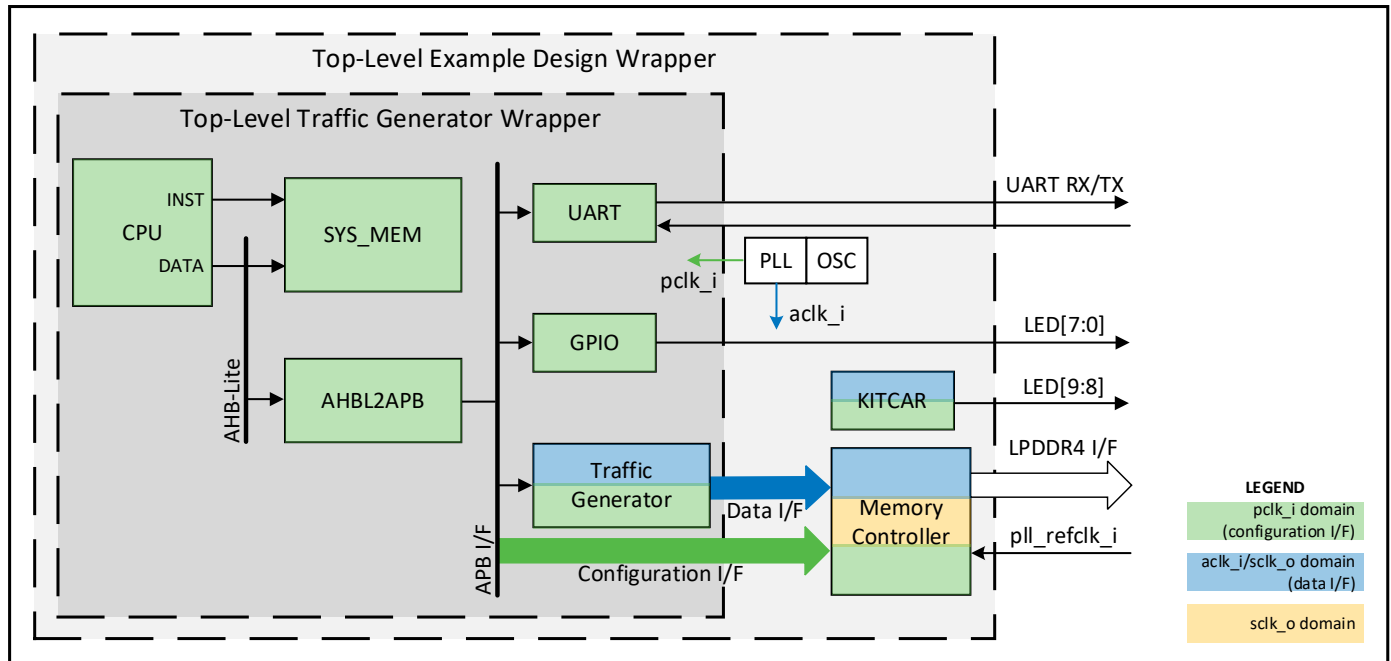 Top-Level Example Design Wrapper
Top-Level Traffic Generator Wrapper
CPU
INST
DATA
SYS_MEM
AHB-Lite
AHBL2APB
APB I/F
UART
UART RX/TX
PLL
OSC
pclk_i
aclk_i
GPIO
LED[7:0]
KITCAR
LED[9:8]
Traffic
Generator
Data I/F
Configuration I/F
Memory
Controller
LPDDR4 I/F
pll_refclk_i
LEGEND
pclk_i domain
(configuration I/F)
aclk_i/sclk_o domain
(data I/F)
sclk_o domain